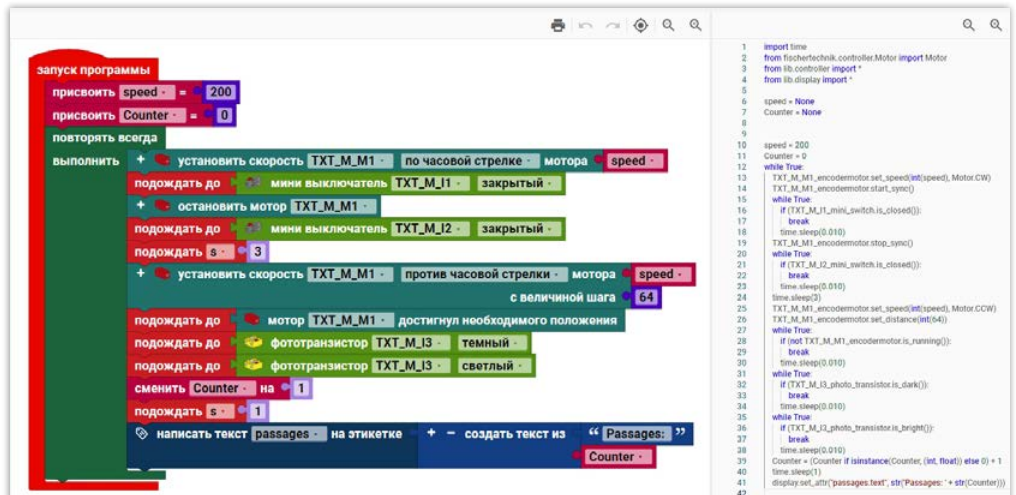 запуск программы
присвоить speed = 200
присвоить Counter = 0
повторять всегда
выполнить + установить скорость TXT_M_M1 по часовой стрелке мотора speed
подождать до мини выключатель TXT_M_I1 закрытый
+ остановить мотор TXT_M_M1
подождать до мини выключатель TXT_M_I2 закрытый
подождать s 3
+ установить скорость TXT_M_M1 против часовой стрелки мотора speed
с величиной шага 64
подождать до мотор TXT_M_M1 достигнул необходимого положения
подождать до фототранзистор TXT_M_I3 темный
подождать до фототранзистор TXT_M_I3 светлый
сменить Counter на 1
подождать s 1
написать текст passages на этикетке + − создать текст из “ Passages: ”
Counter
1 import time
2 from fischertechnik.controller.Motor import Motor
3 from lib.controller import *
4 from lib.display import *
5
6 speed = None
7 Counter = None
8
9
10 speed = 200
11 Counter = 0
12 while True:
13 TXT_M_M1_encodermotor.set_speed(int(speed), Motor.CW)
14 TXT_M_M1_encodermotor.start_sync()
15 while True:
16 if (TXT_M_I1_mini_switch.is_closed()):
17 break
18 time.sleep(0.010)
19 TXT_M_M1_encodermotor.stop_sync()
20 while True:
21 if (TXT_M_I2_mini_switch.is_closed()):
22 break
23 time.sleep(0.010)
24 time.sleep(3)
25 TXT_M_M1_encodermotor.set_speed(int(speed), Motor.CCW)
26 TXT_M_M1_encodermotor.set_distance(int(64))
27 while True:
28 if (not TXT_M_M1_encodermotor.is_running()):
29 break
30 time.sleep(0.010)
31 while True:
32 if (TXT_M_I3_photo_transistor.is_dark()):
33 break
34 time.sleep(0.010)
35 while True:
36 if (TXT_M_I3_photo_transistor.is_bright()):
37 break
38 time.sleep(0.010)
39 Counter = (Counter if isinstance(Counter, (int, float)) else 0) + 1
40 time.sleep(1)
41 display.set_attr("passages.text", str('Passages: ' + str(Counter)))
42